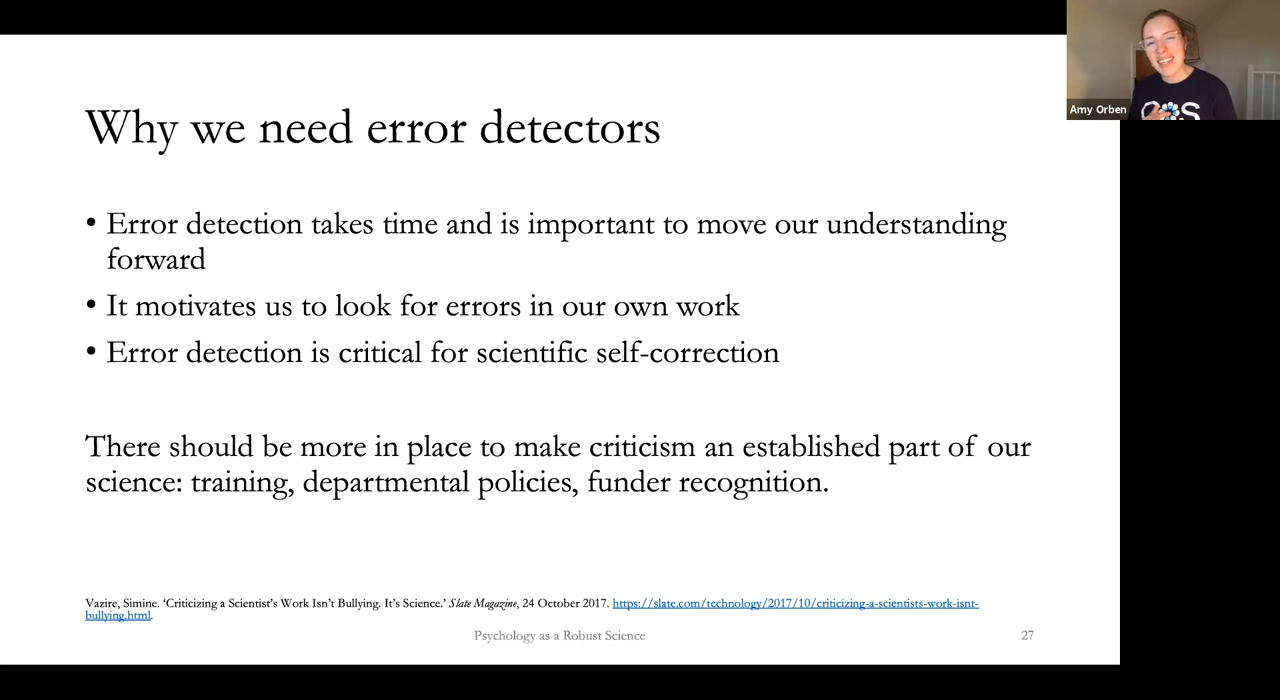 Why we need error detectors
• Error detection takes time and is important to move our understanding
forward
• It motivates us to look for errors in our own work
• Error detection is critical for scientific self-correction
There should be more in place to make criticism an established part of our
science: training, departmental policies, funder recognition.
Vazire, Simine. ‘Criticizing a Scientist’s Work Isn’t Bullying. It’s Science.’ Slate Magazine, 24 October 2017. https://slate.com/technology/2017/10/criticizing-a-scientists-work-isnt-
bullying.html.
Psychology as a Robust Science 27
Amy Orben